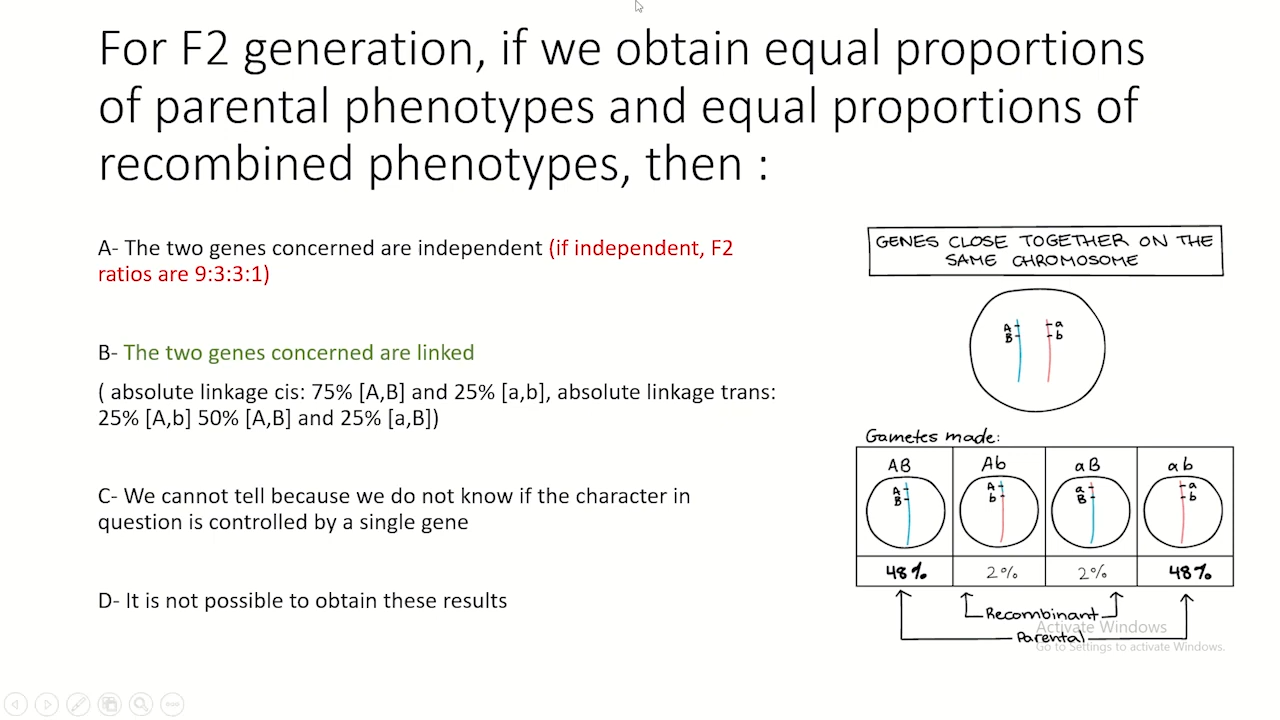 For F2 generation, if we obtain equal proportions
of parental phenotypes and equal proportions of
recombined phenotypes, then :
A- The two genes concerned are independent (if independent, F2
ratios are 9:3:3:1)
B- The two genes concerned are linked
( absolute linkage cis: 75% [A,B] and 25% [a,b], absolute linkage trans:
25% [A,b] 50% [A,B] and 25% [a,B])
C- We cannot tell because we do not know if the character in
question is controlled by a single gene
D- It is not possible to obtain these results
GENES CLOSE TOGETHER ON THE
SAME CHROMOSOME
A a
B b
Gametes made:
AB Ab aB ab
A A a a
B b B b
48% 2% 2% 48%
Recombinant
Parental
Activate Windows
Go to Settings to activate Windows.